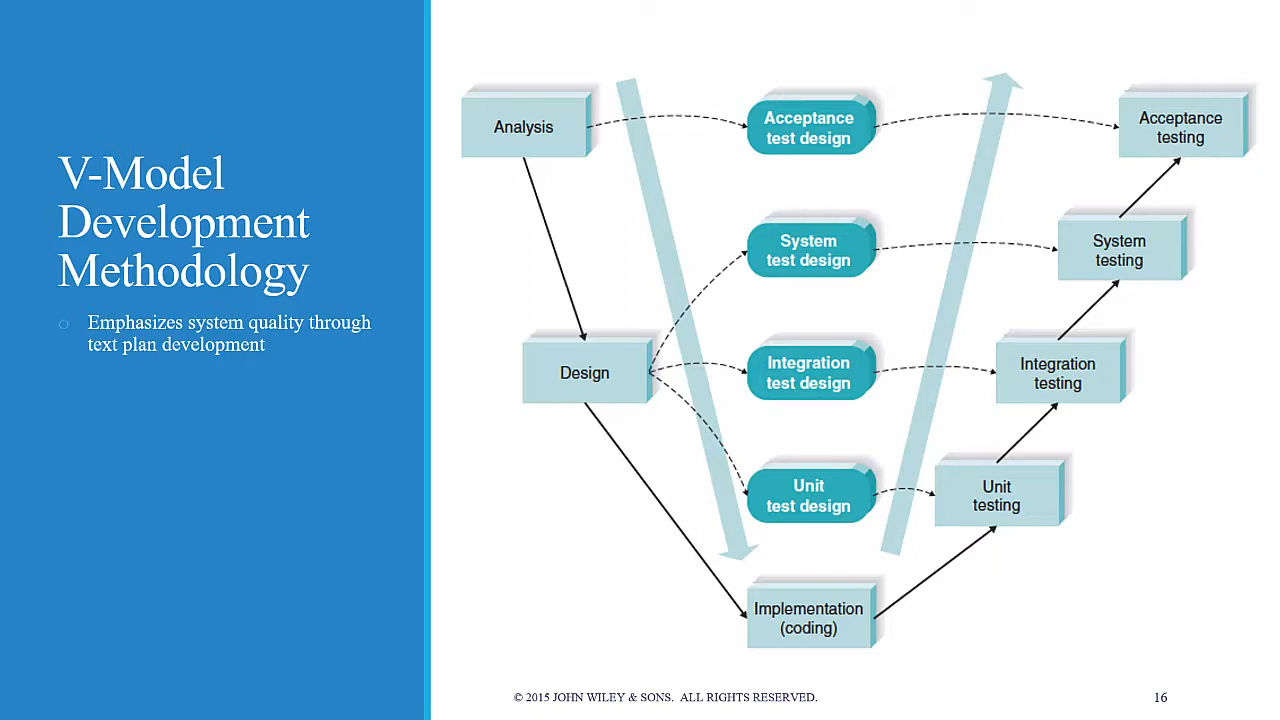 V-Model
Development
Methodology
Emphasizes system quality through
text plan development
Analysis
Acceptance
test design
Acceptance
testing
System
test design
System
testing
Design
Integration
test design
Integration
testing
Unit
test design
Unit
testing
Implementation
(coding)
© 2015 JOHN WILEY & SONS. ALL RIGHTS RESERVED.
16